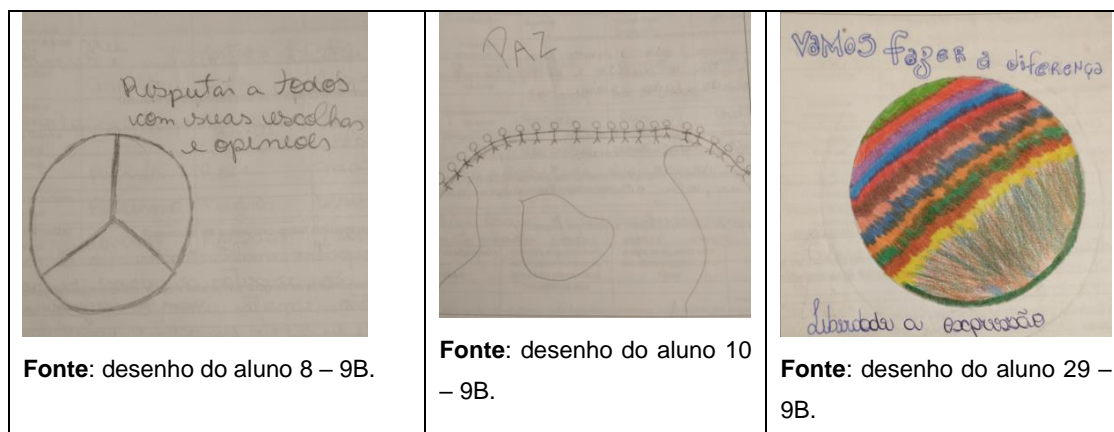 Respeitar a todos
com suas escolhas
e opiniões
Fonte: desenho do aluno 8 – 9B.
PAZ
Fonte: desenho do aluno 10
– 9B.
Vamos fazer a diferença
Liberdade a expressão
Fonte: desenho do aluno 29 –
9B.